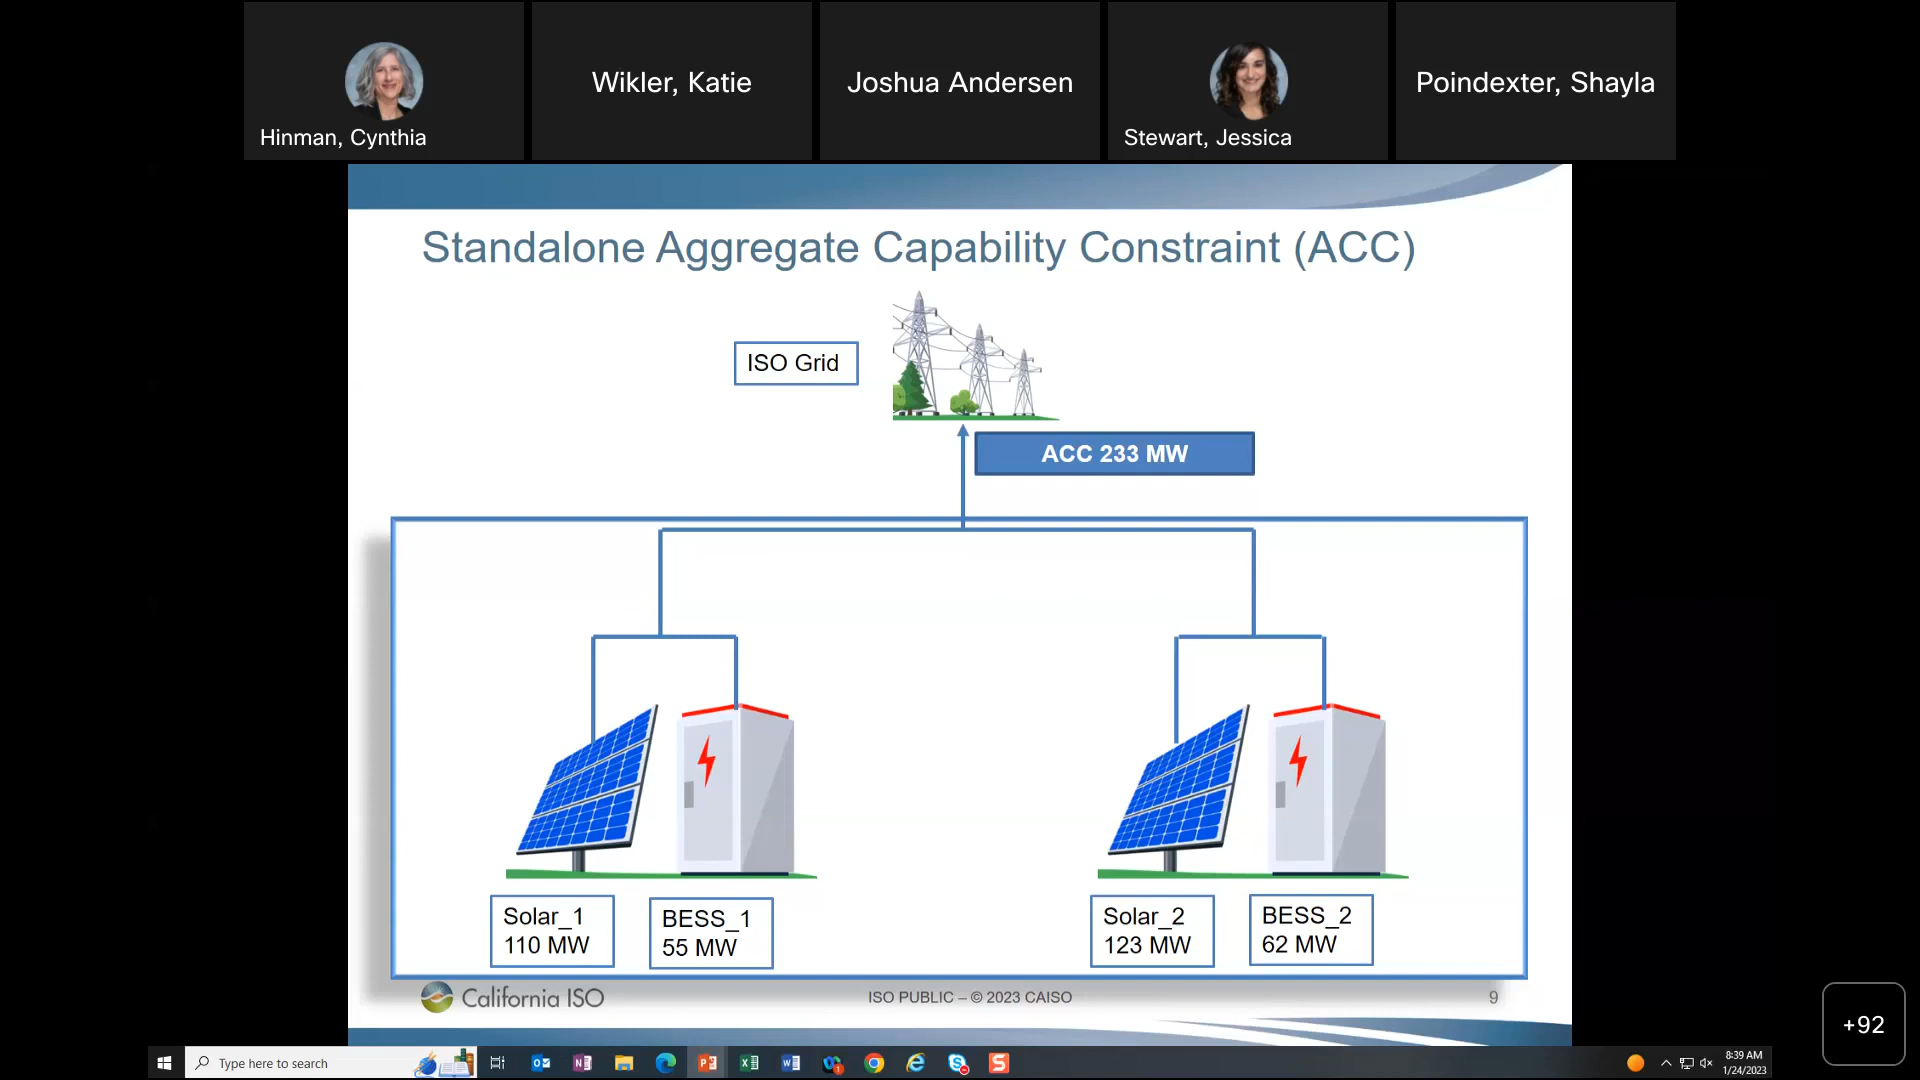 Hinman, Cynthia
Wikler, Katie
Joshua Andersen
Stewart, Jessica
Poindexter, Shayla
Standalone Aggregate Capability Constraint (ACC)
ISO Grid
ACC 233 MW
Solar_1
110 MW
BESS_1
55 MW
Solar_2
123 MW
BESS_2
62 MW
California ISO
ISO PUBLIC – © 2023 CAISO
9
+92
Type here to search
8:39 AM
1/24/2023